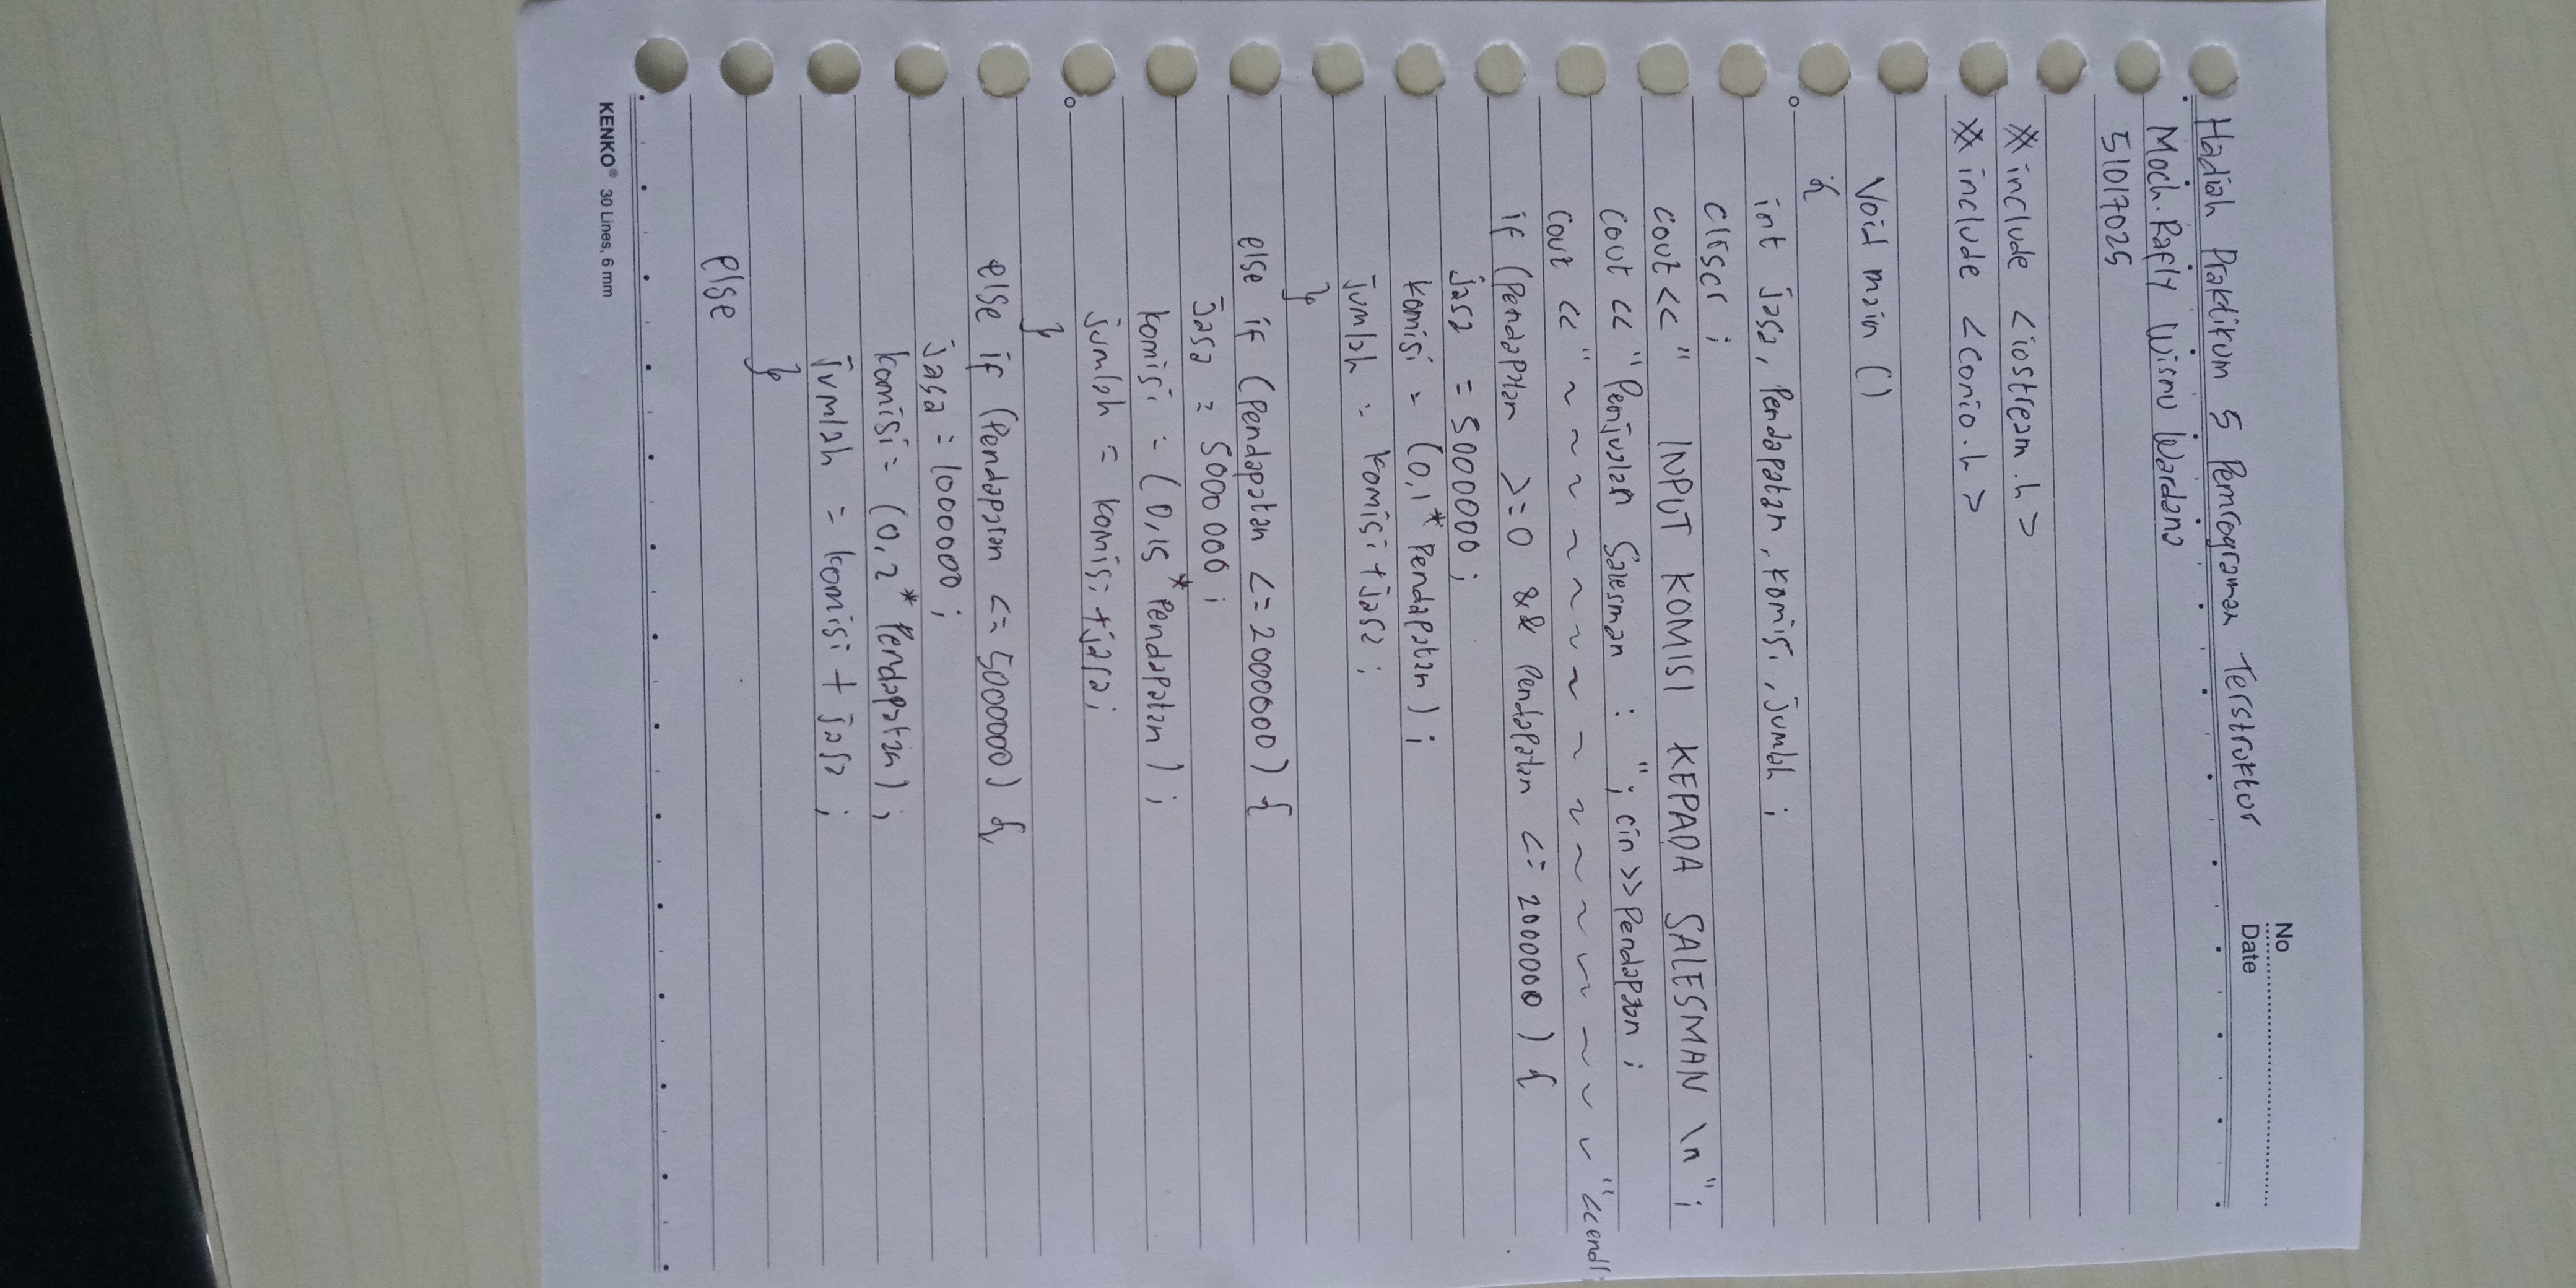 No
Date
Hadiah Praktikum 5 Pemrograman Terstruktur
Moch. Rafly Wisnu Wardana
51017025
#include <iostream.h>
#include <conio.h>
Void main ()
{
int jasa, Pendapatan, komisi, jumlah ;
clrscr ;
cout << " INPUT KOMISI KEPADA SALESMAN \n" ;
cout << "Penjualan Salesman : "; cin >> Pendapatan ;
cout << "~ ~ ~ ~ ~ ~ ~ ~ ~ ~ ~ ~ ~ ~ ~" << endl;
if (Pendapatan >= 0 && Pendapatan <= 2000000) {
jasa = 5000000 ;
komisi = (0,1 * Pendapatan) ;
jumlah = komisi + jasa ;
}
else if (Pendapatan <= 2000000) {
jasa = 5000 000 ;
komisi = (0,15 * Pendapatan) ;
jumlah = komisi + jasa ;
}
else if (Pendapatan <= 5000000) {
jasa = 1000000 ;
komisi = (0,2 * Pendapatan) ;
jumlah = komisi + jasa ;
}
else
KENKO® 30 Lines, 6 mm